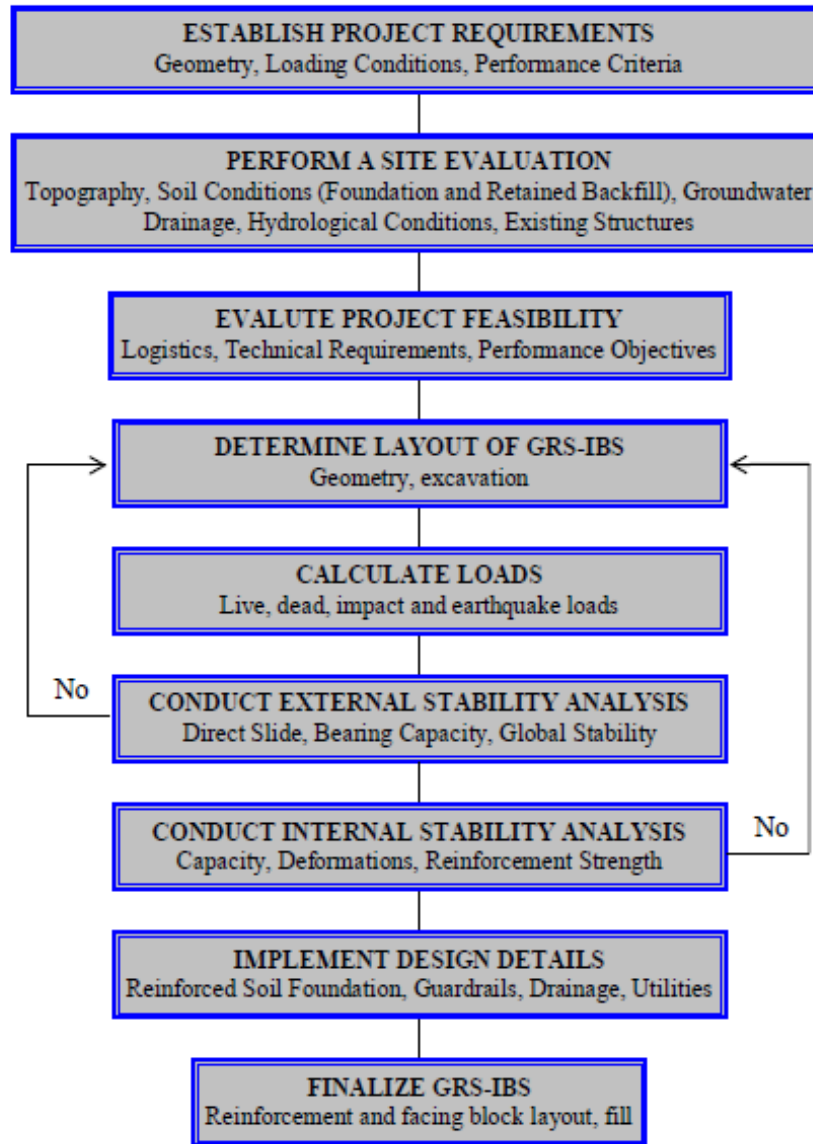 ESTABLISH PROJECT REQUIREMENTS
Geometry, Loading Conditions, Performance Criteria
PERFORM A SITE EVALUATION
Topography, Soil Conditions (Foundation and Retained Backfill), Groundwater
Drainage, Hydrological Conditions, Existing Structures
EVALUTE PROJECT FEASIBILITY
Logistics, Technical Requirements, Performance Objectives
DETERMINE LAYOUT OF GRS-IBS
Geometry, excavation
CALCULATE LOADS
Live, dead, impact and earthquake loads
No
CONDUCT EXTERNAL STABILITY ANALYSIS
Direct Slide, Bearing Capacity, Global Stability
CONDUCT INTERNAL STABILITY ANALYSIS
Capacity, Deformations, Reinforcement Strength
No
IMPLEMENT DESIGN DETAILS
Reinforced Soil Foundation, Guardrails, Drainage, Utilities
FINALIZE GRS-IBS
Reinforcement and facing block layout, fill